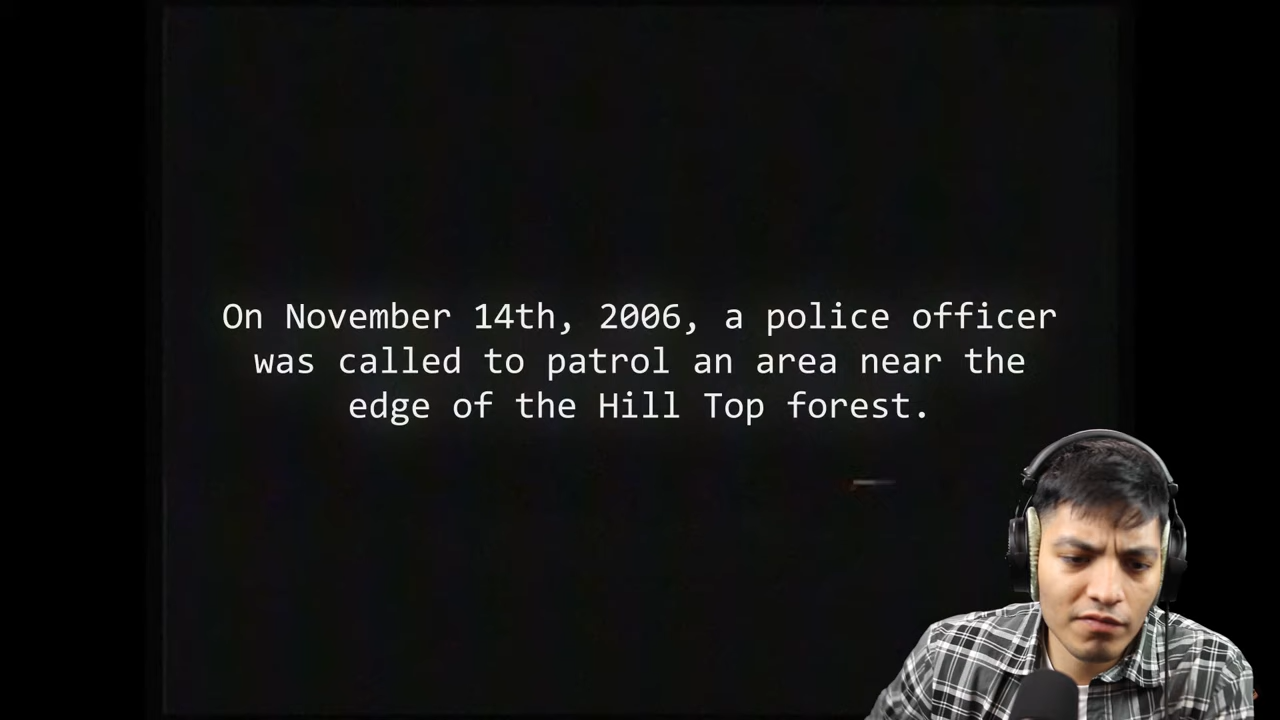 On November 14th, 2006, a police officer
was called to patrol an area near the
edge of the Hill Top forest.